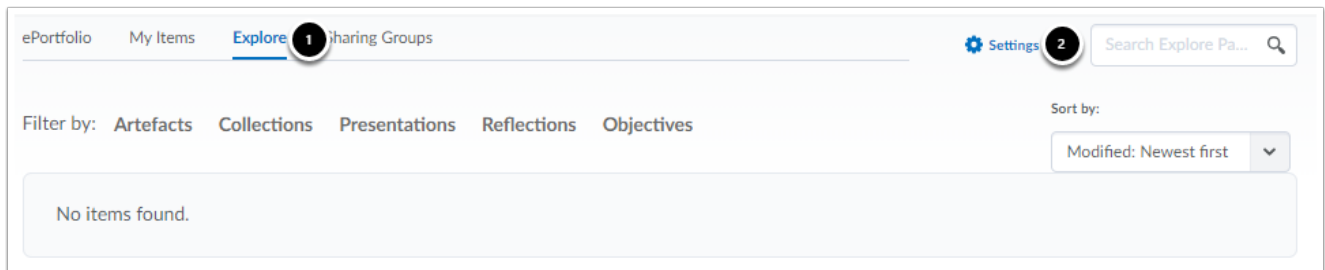 ePortfolio My Items Explore 1 Sharing Groups Settings 2 Search Explore Pa...
Sort by:
Filter by: Artefacts Collections Presentations Reflections Objectives
Modified: Newest first
No items found.